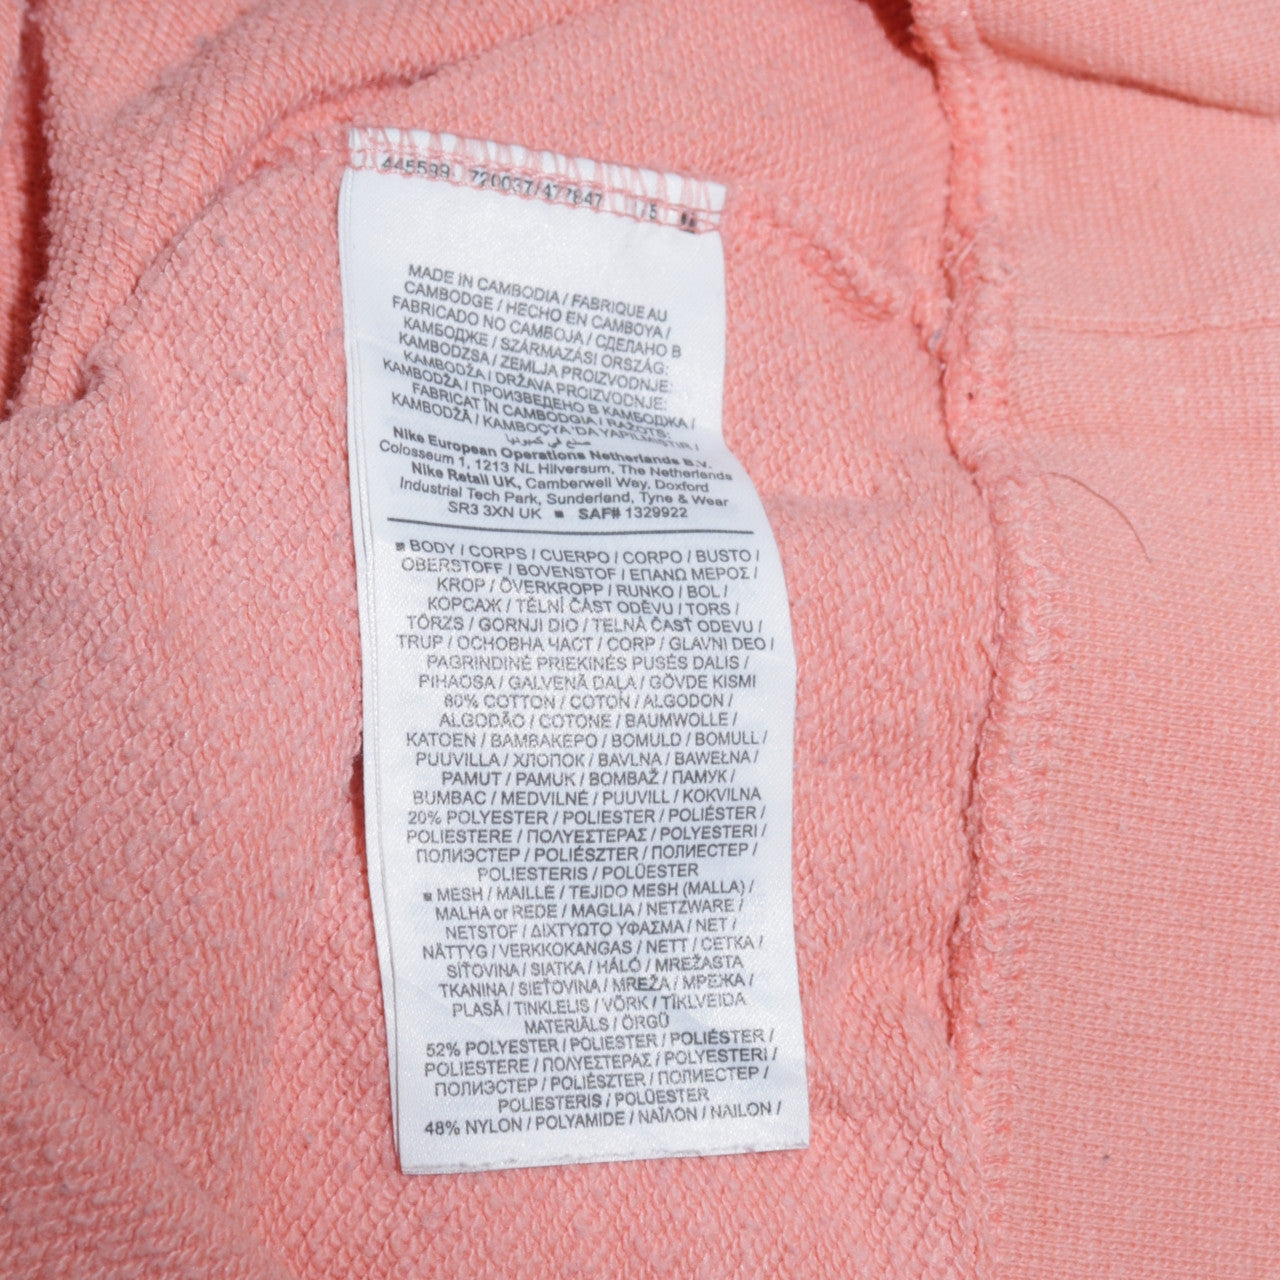 445599 720037/477847 1/5
MADE IN CAMBODIA / FABRIQUE AU
CAMBODGE / HECHO EN CAMBOYA /
FABRICADO NO CAMBOJA / СДЕЛАНО В
КАМБОДЖЕ / SZÁRMAZÁSI ORSZÁG:
KAMBODZSA / ZEMLJA PROIZVODNJE:
KAMBODŽA / DRŽAVA PROIZVODNJE:
KAMBODŽA / ПРОИЗВЕДЕНО В КАМБОДЖА /
FABRICAT ÎN CAMBODGIA / RAŽOTS:
KAMBODŽĀ / KAMBOÇYA'DA YAPILMIŞTIR /
صنع في كمبوديا
Nike European Operations Netherlands B.V.
Colosseum 1, 1213 NL Hilversum, The Netherlands
Nike Retail UK, Camberwell Way, Doxford
Industrial Tech Park, Sunderland, Tyne & Wear
SR3 3XN UK ■ SAF# 1329922
■ BODY / CORPS / CUERPO / CORPO / BUSTO /
OBERSTOFF / BOVENSTOF / ΕΠΑΝΩ ΜΕΡΟΣ /
KROP / ÖVERKROPP / RUNKO / BOL /
КОРСАЖ / TĚLNÍ ČÁST ODĚVU / TORS /
TÖRZS / GORNJI DIO / TELNÁ ČASŤ ODEVU /
TRUP / ОСНОВНА ЧАСТ / CORP / GLAVNI DEO /
PAGRINDINĖ PRIEKINĖS PUSĖS DALIS /
PIHAOSA / GALVENĀ DAĻA / GÖVDE KISMI
80% COTTON / COTON / ALGODON /
ALGODÃO / COTONE / BAUMWOLLE /
KATOEN / ΒΑΜΒΑΚΕΡΟ / BOMULD / BOMULL /
PUUVILLA / ХЛОПОК / BAVLNA / BAWEŁNA /
PAMUT / PAMUK / BOMBAŽ / ПАМУК /
BUMBAC / MEDVILNĖ / PUUVILL / KOKVILNA
20% POLYESTER / POLIESTER / POLIÉSTER /
POLIESTERE / ΠΟΛΥΕΣΤΕΡΑΣ / POLYESTERI /
ПОЛИЭСТЕР / POLIÉSZTER / ПОЛИЕСТЕР /
POLIESTERIS / POLÜESTER
■ MESH / MAILLE / TEJIDO MESH (MALLA) /
MALHA or REDE / MAGLIA / NETZWARE /
NETSTOF / ΔΙΧΤΥΩΤΟ ΥΦΑΣΜΑ / NET /
NÄTTYG / VERKKOKANGAS / NETT / СЕТКА /
SÍŤOVINA / SIATKA / HÁLÓ / MREŽASTA
TKANINA / SIEŤOVINA / MREŽA / МРЕЖА /
PLASĂ / TINKLELIS / VÕRK / TĪKLVEIDA
MATERIĀLS / ÖRGÜ
52% POLYESTER / POLIESTER / POLIÉSTER /
POLIESTERE / ΠΟΛΥΕΣΤΕΡΑΣ / POLYESTERI /
ПОЛИЭСТЕР / POLIÉSZTER / ПОЛИЕСТЕР /
POLIESTERIS / POLÜESTER
48% NYLON / POLYAMIDE / ΝΑΪΛΟΝ / NAILON /